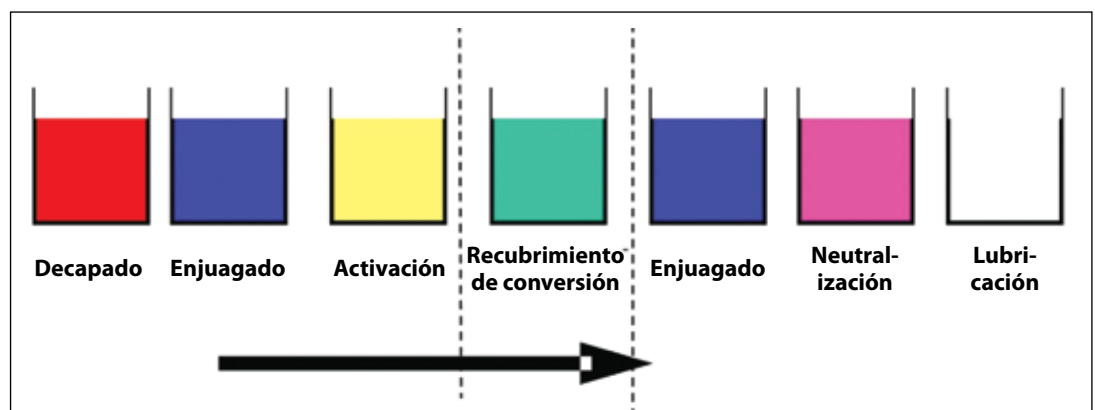 Decapado
Enjuagado
Activación
Recubrimiento
de conversión
Enjuagado
Neutral-
ización
Lubri-
cación